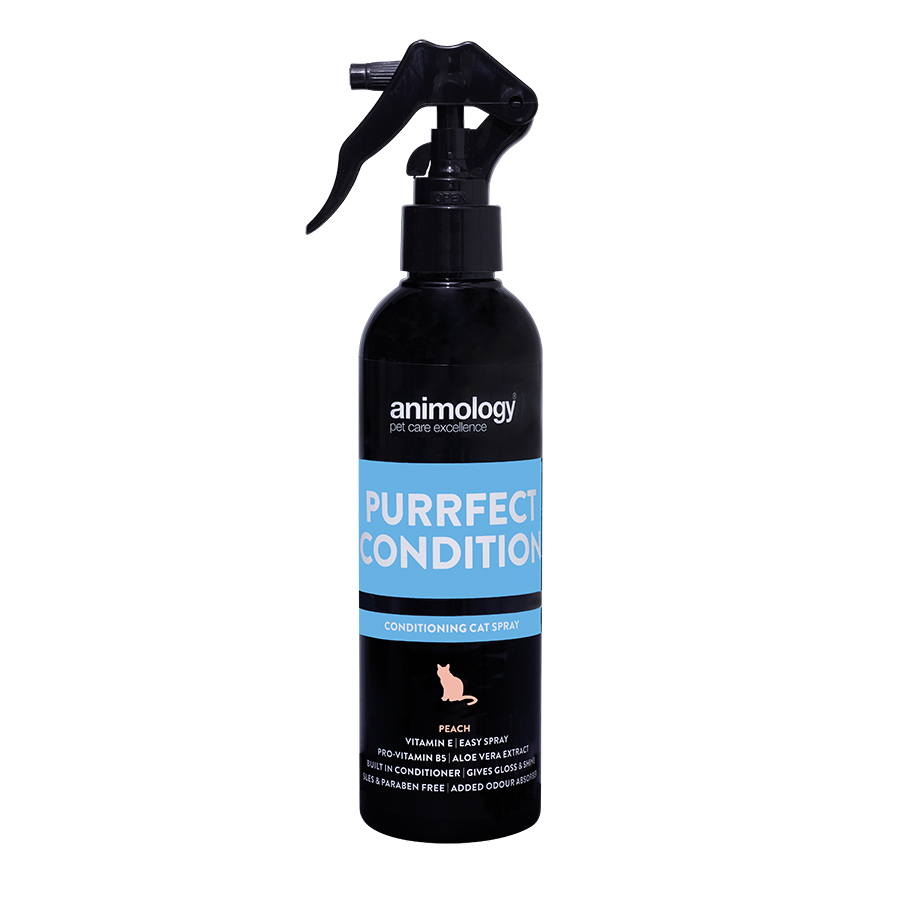 OPEN
animology®
pet care excellence
PURRFECT
CONDITION
CONDITIONING CAT SPRAY
PEACH
VITAMIN E | EASY SPRAY
PRO-VITAMIN B5 | ALOE VERA EXTRACT
BUILT IN CONDITIONER | GIVES GLOSS & SHINE
& PARABEN FREE | ADDED ODOUR